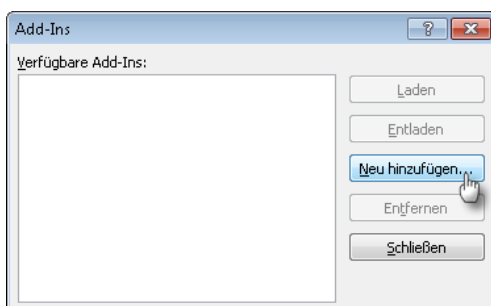 Add-Ins
Verfügbare Add-Ins:
Laden
Entladen
Neu hinzufügen...
Entfernen
Schließen